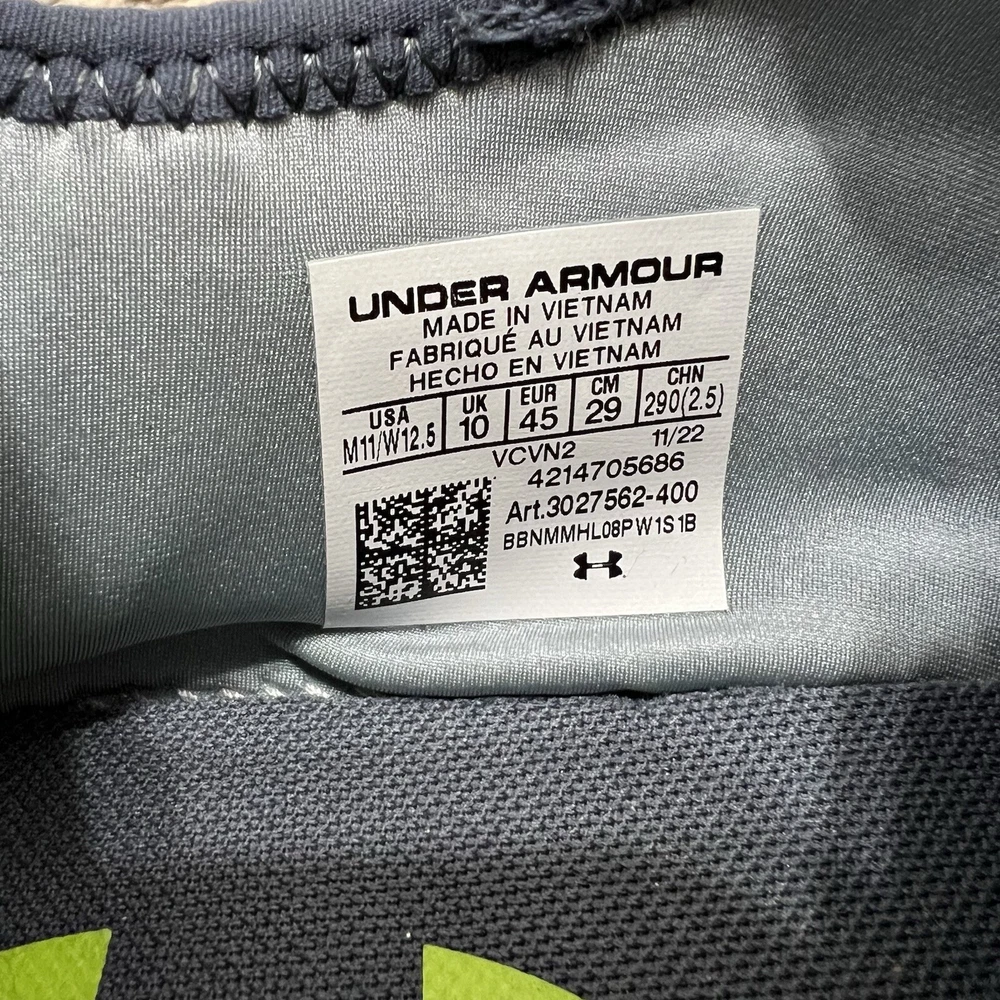 UNDER ARMOUR
MADE IN VIETNAM
FABRIQUÉ AU VIETNAM
HECHO EN VIETNAM
USA UK EUR CM CHN
M11/W12.5 10 45 29 290(2.5)
VCVN2 11/22
4214705686
Art.3027562-400
BBNMMHL08PW1S1B